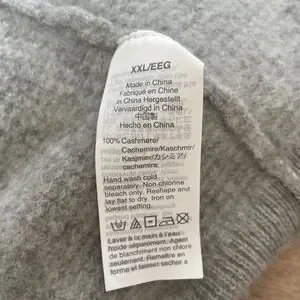 XXL/EEG
Made in China
Fabriqué en Chine
in China Hergestellt
Vervaardigd in China
中国製
Hecho en China
100% Cashmere/
Cachemire/Kaschmir/
Kasjmier/カシミア/
cachemira:
Hand wash cold
separately. Non chlorine
bleach only. Reshape and
lay flat to dry. Iron on
lowest setting.
Laver à la main à l'eau
froide séparément. Agent
de blanchiment non chloré
seulement. Remettre en
forme et laisser sécher a